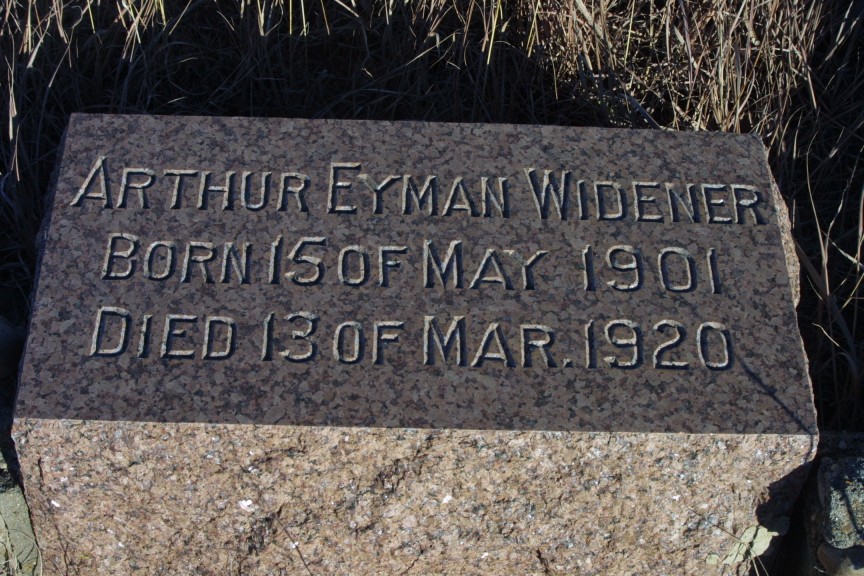 ARTHUR EYMAN WIDENER
BORN 15 OF MAY 1901
DIED 13 OF MAR. 1920